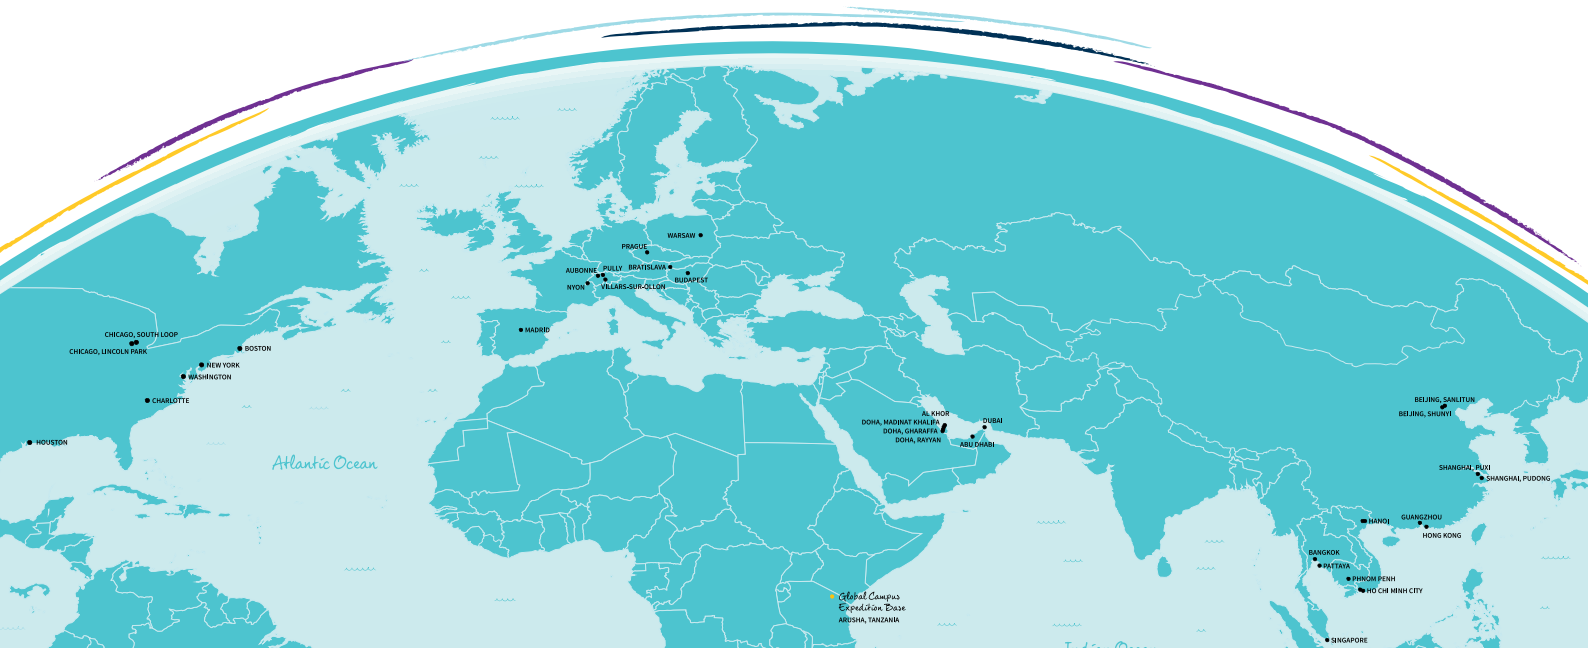 WARSAW
PRAGUE
BRATISLAVA
AUBONNE
PULLY
BUDAPEST
NYON
VILLARS-SUR-OLLON
MADRID
CHICAGO, SOUTH LOOP
CHICAGO, LINCOLN PARK
BOSTON
NEW YORK
WASHINGTON
CHARLOTTE
HOUSTON
Atlantic Ocean
AL KHOR
DOHA, MADINAT KHALIFA
DOHA, GHARAFFA
DOHA, RAYYAN
DUBAI
ABU DHABI
BEIJING, SANLITUN
BEIJING, SHUNYI
SHANGHAI, PUXI
SHANGHAI, PUDONG
HANOI
GUANGZHOU
HONG KONG
BANGKOK
PATTAYA
PHNOM PENH
HO CHI MINH CITY
SINGAPORE
Global Campus
Expedition Base
ARUSHA, TANZANIA
Indian Ocean